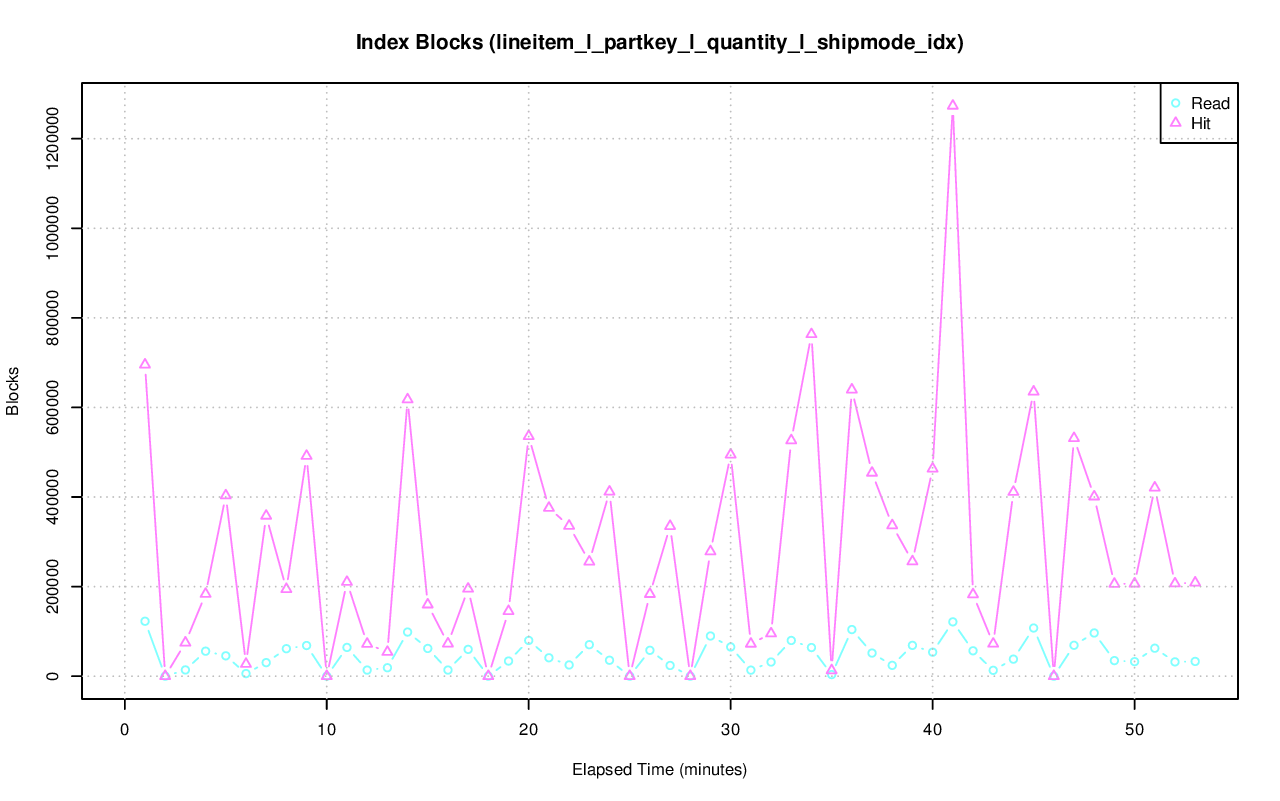 Index Blocks (lineitem_l_partkey_l_quantity_l_shipmode_idx)
Read
Hit
Blocks
1200000
1000000
800000
600000
400000
200000
0
0 10 20 30 40 50
Elapsed Time (minutes)